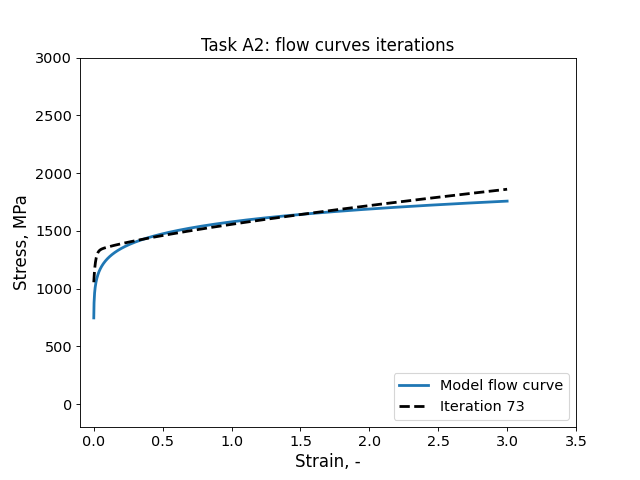 Task A2: flow curves iterations
3000
2500
2000
1500
1000
500
0
Stress, MPa
Model flow curve
Iteration 73
0.0 0.5 1.0 1.5 2.0 2.5 3.0 3.5
Strain, -